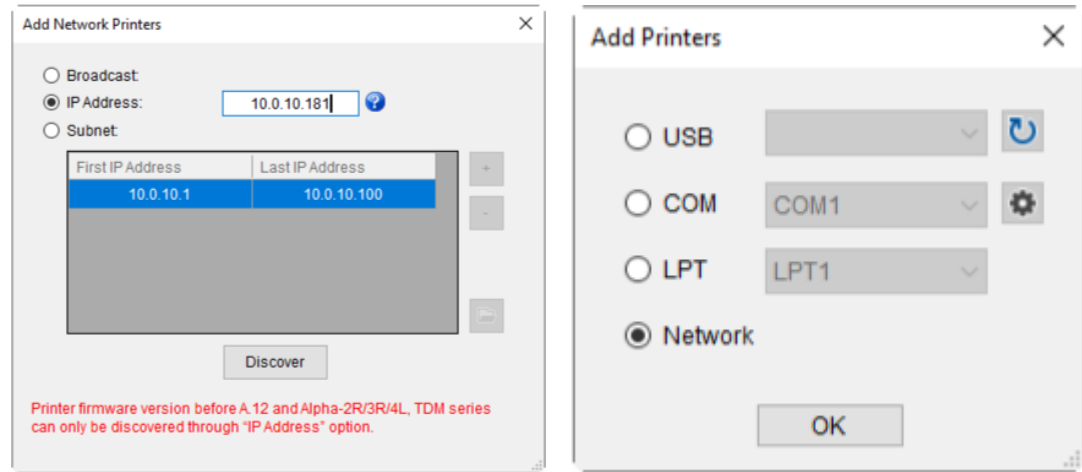 Add Network Printers
Broadcast:
IP Address: 10.0.10.181
Subnet:
First IP Address Last IP Address
10.0.10.1 10.0.10.100
+
-
Discover
Printer firmware version before A.12 and Alpha-2R/3R/4L, TDM series
can only be discovered through “IP Address” option.
Add Printers
USB
COM COM1
LPT LPT1
Network
OK